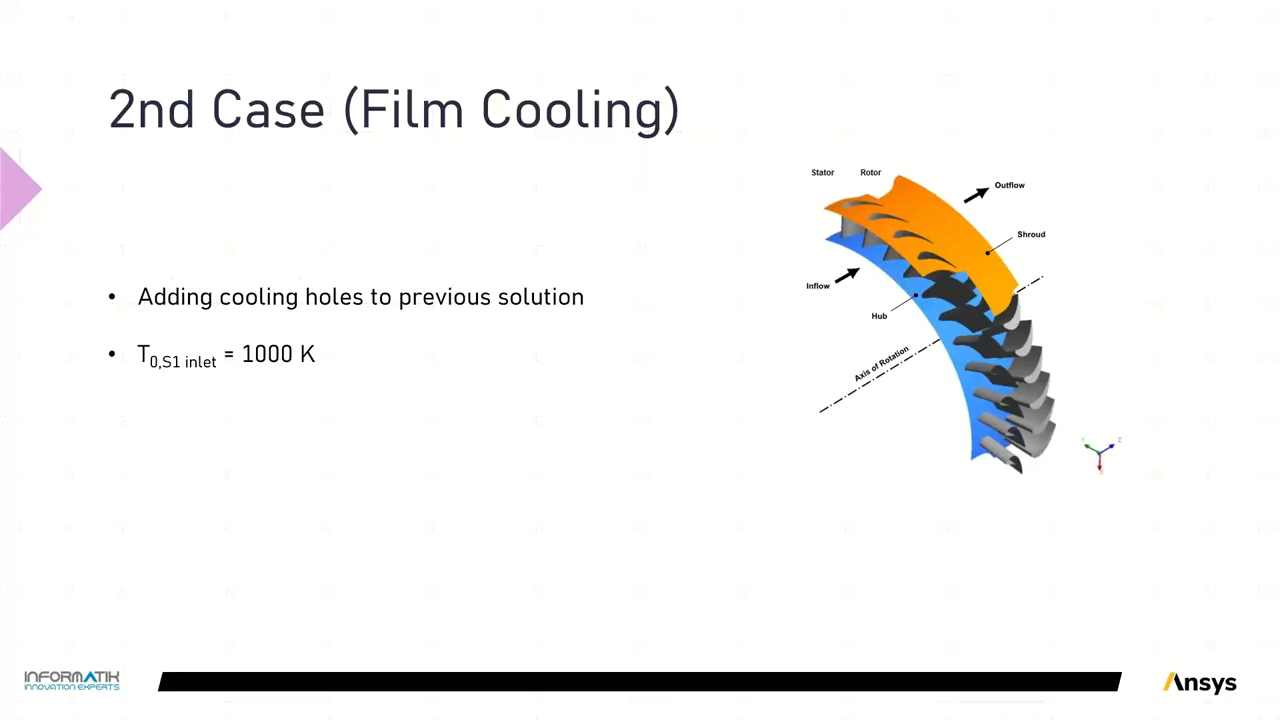 2nd Case (Film Cooling)
• Adding cooling holes to previous solution
• T0,S1 inlet = 1000 K
Stator Rotor
Outflow
Shroud
Inflow
Hub
Axis of Rotation
INFORMATIK
INNOVATION EXPERTS
Ansys